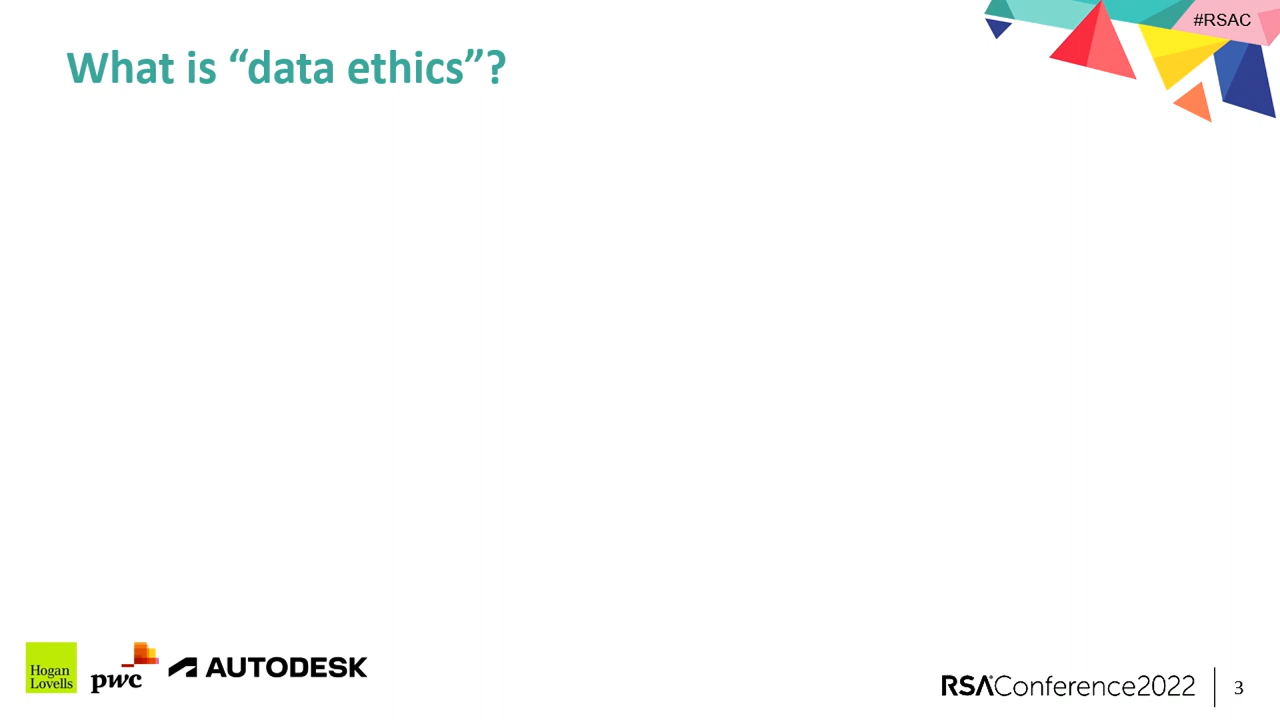 #RSAC
What is “data ethics”?
Hogan
Lovells
pwc
AUTODESK
RSAConference2022
3